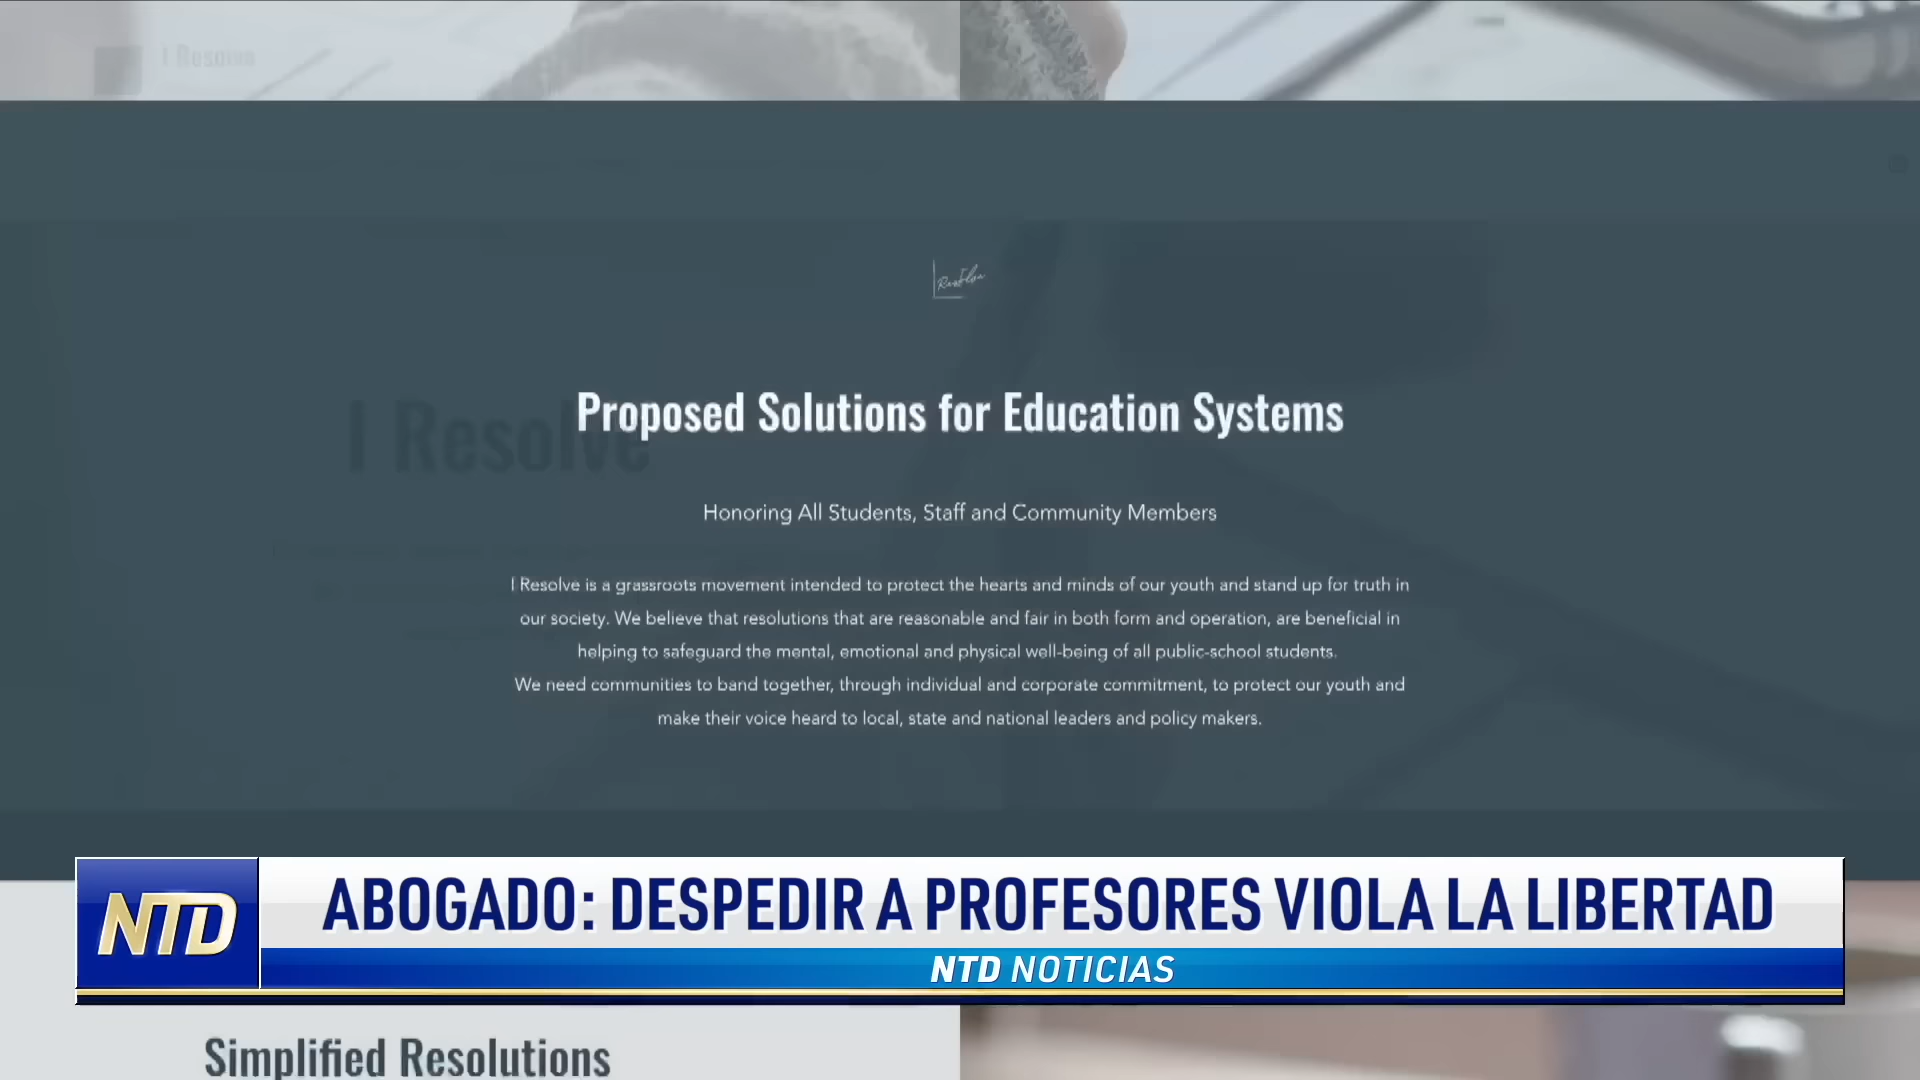 I Resolve
I Resolve
Proposed Solutions for Education Systems
I Resolve
Honoring All Students, Staff and Community Members
I Resolve is a grassroots movement intended to protect the hearts and minds of our youth and stand up for truth in
our society. We believe that resolutions that are reasonable and fair in both form and operation, are beneficial in
helping to safeguard the mental, emotional and physical well-being of all public-school students.
We need communities to band together, through individual and corporate commitment, to protect our youth and
make their voice heard to local, state and national leaders and policy makers.
NTD
ABOGADO: DESPEDIR A PROFESORES VIOLA LA LIBERTAD
NTD NOTICIAS
Simplified Resolutions